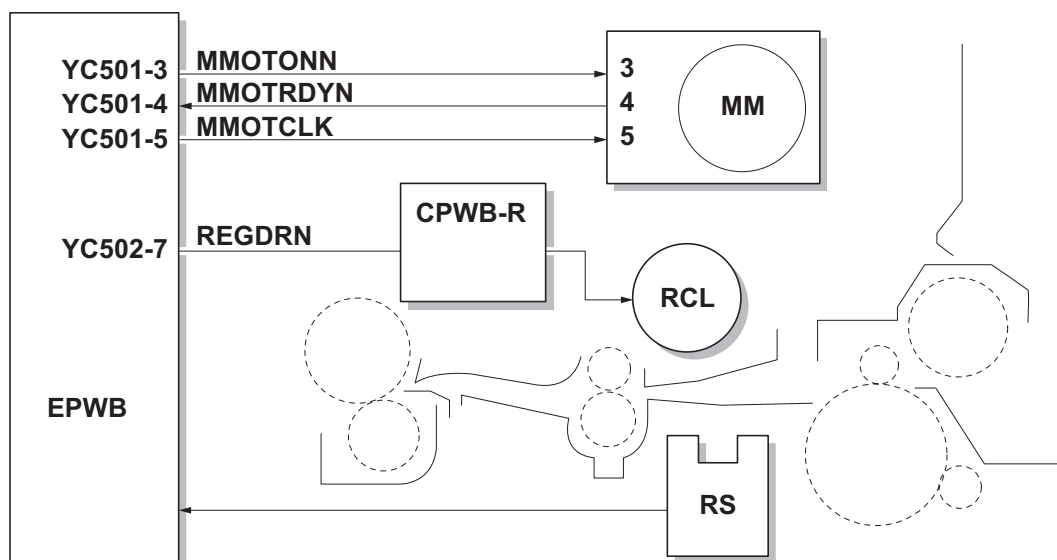 YC501-3 MMOTONN 3
YC501-4 MMOTRDYN 4
YC501-5 MMOTCLK 5
MM
CPWB-R
YC502-7 REGDRN
RCL
EPWB
RS